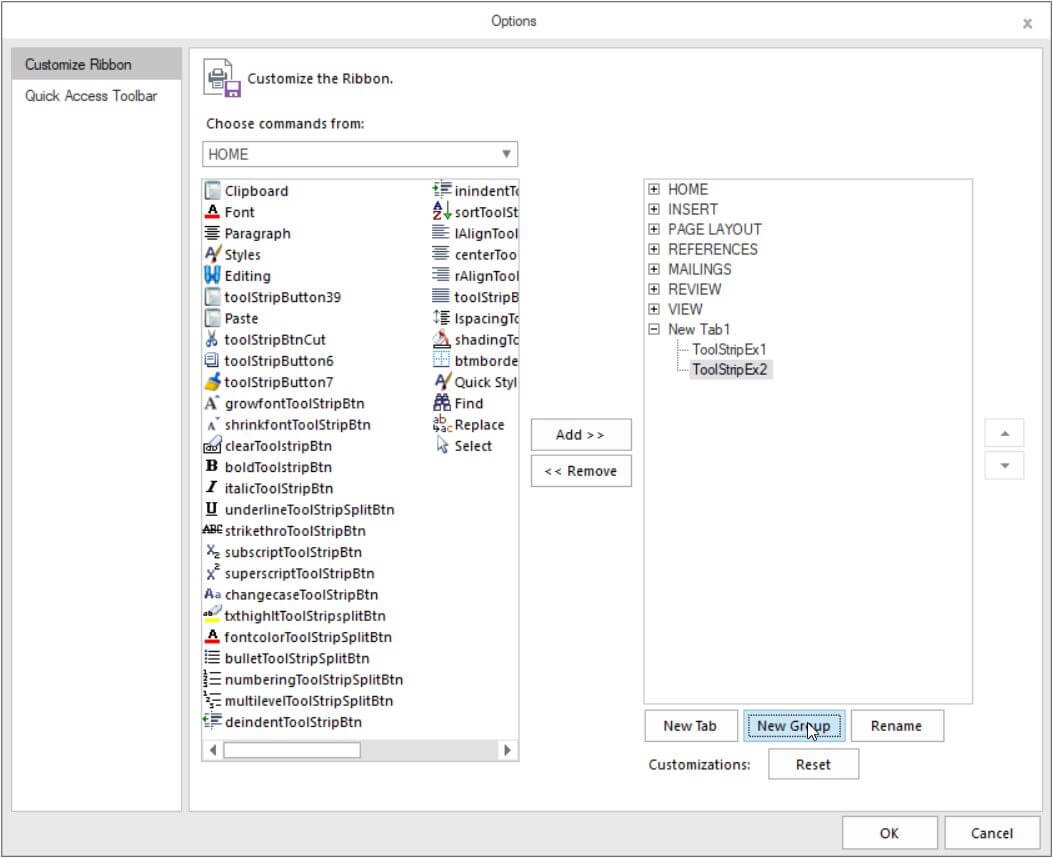 Options
x
Customize Ribbon
Quick Access Toolbar
Customize the Ribbon.
Choose commands from:
HOME
Clipboard
Font
Paragraph
Styles
Editing
toolStripButton39
Paste
toolStripBtnCut
toolStripButton6
toolStripButton7
growfontToolStripBtn
shrinkfontToolStripBtn
clearToolstripBtn
boldToolstripBtn
italicToolStripBtn
underlineToolStripSplitBtn
strikethroToolStripBtn
subscriptToolStripBtn
superscriptToolStripBtn
changecaseToolStripBtn
txthighltToolStripsplitBtn
fontcolorToolStripSplitBtn
bulletToolStripSplitBtn
numberingToolStripSplitBtn
multilevelToolStripSplitBtn
deindentToolStripBtn
inindentTo
sortToolSt
lAlignTool
centerToo
rAlignTool
toolStripB
lspacingTo
shadingTo
btmborde
Quick Styl
Find
Replace
Select
Add >>
<< Remove
HOME
INSERT
PAGE LAYOUT
REFERENCES
MAILINGS
REVIEW
VIEW
New Tab1
ToolStripEx1
ToolStripEx2
New Tab
New Group
Rename
Customizations:
Reset
OK
Cancel